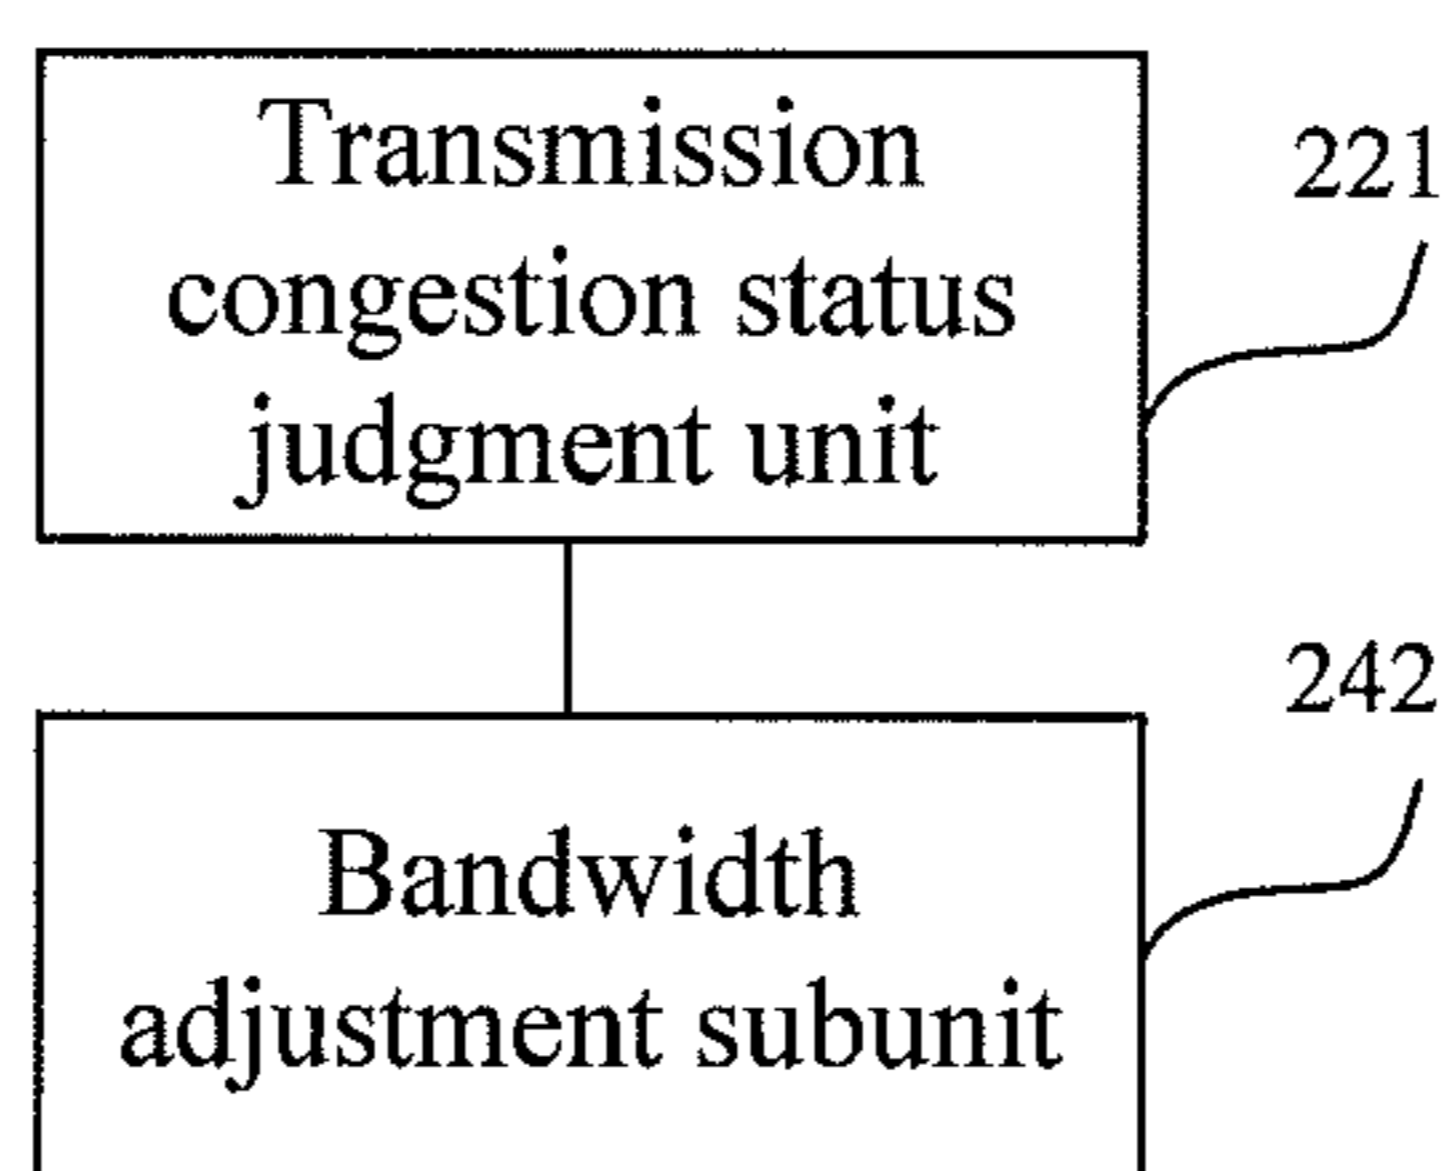 Transmission
congestion status
judgment unit
221
242
Bandwidth
adjustment subunit